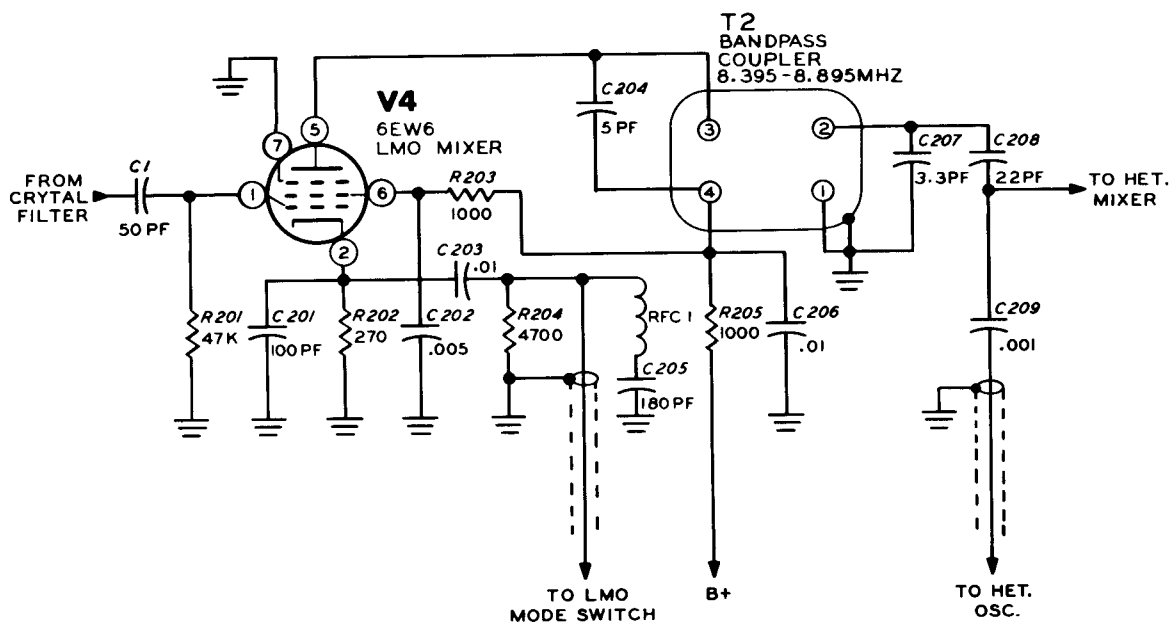 T2
BANDPASS
COUPLER
8.395-8.895MHZ
C204
5 PF
V4
6EW6
LMO MIXER
5
7
1
6
2
3
2
4
1
C1
50 PF
FROM
CRYTAL
FILTER
R203
1000
C207
3.3PF
C208
22PF
TO HET.
MIXER
C203
.01
R201
47K
C201
100PF
R202
270
C202
.005
R204
4700
RFC 1
C205
180 PF
R205
1000
C206
.01
C209
.001
TO LMO
MODE SWITCH
B+
TO HET.
OSC.